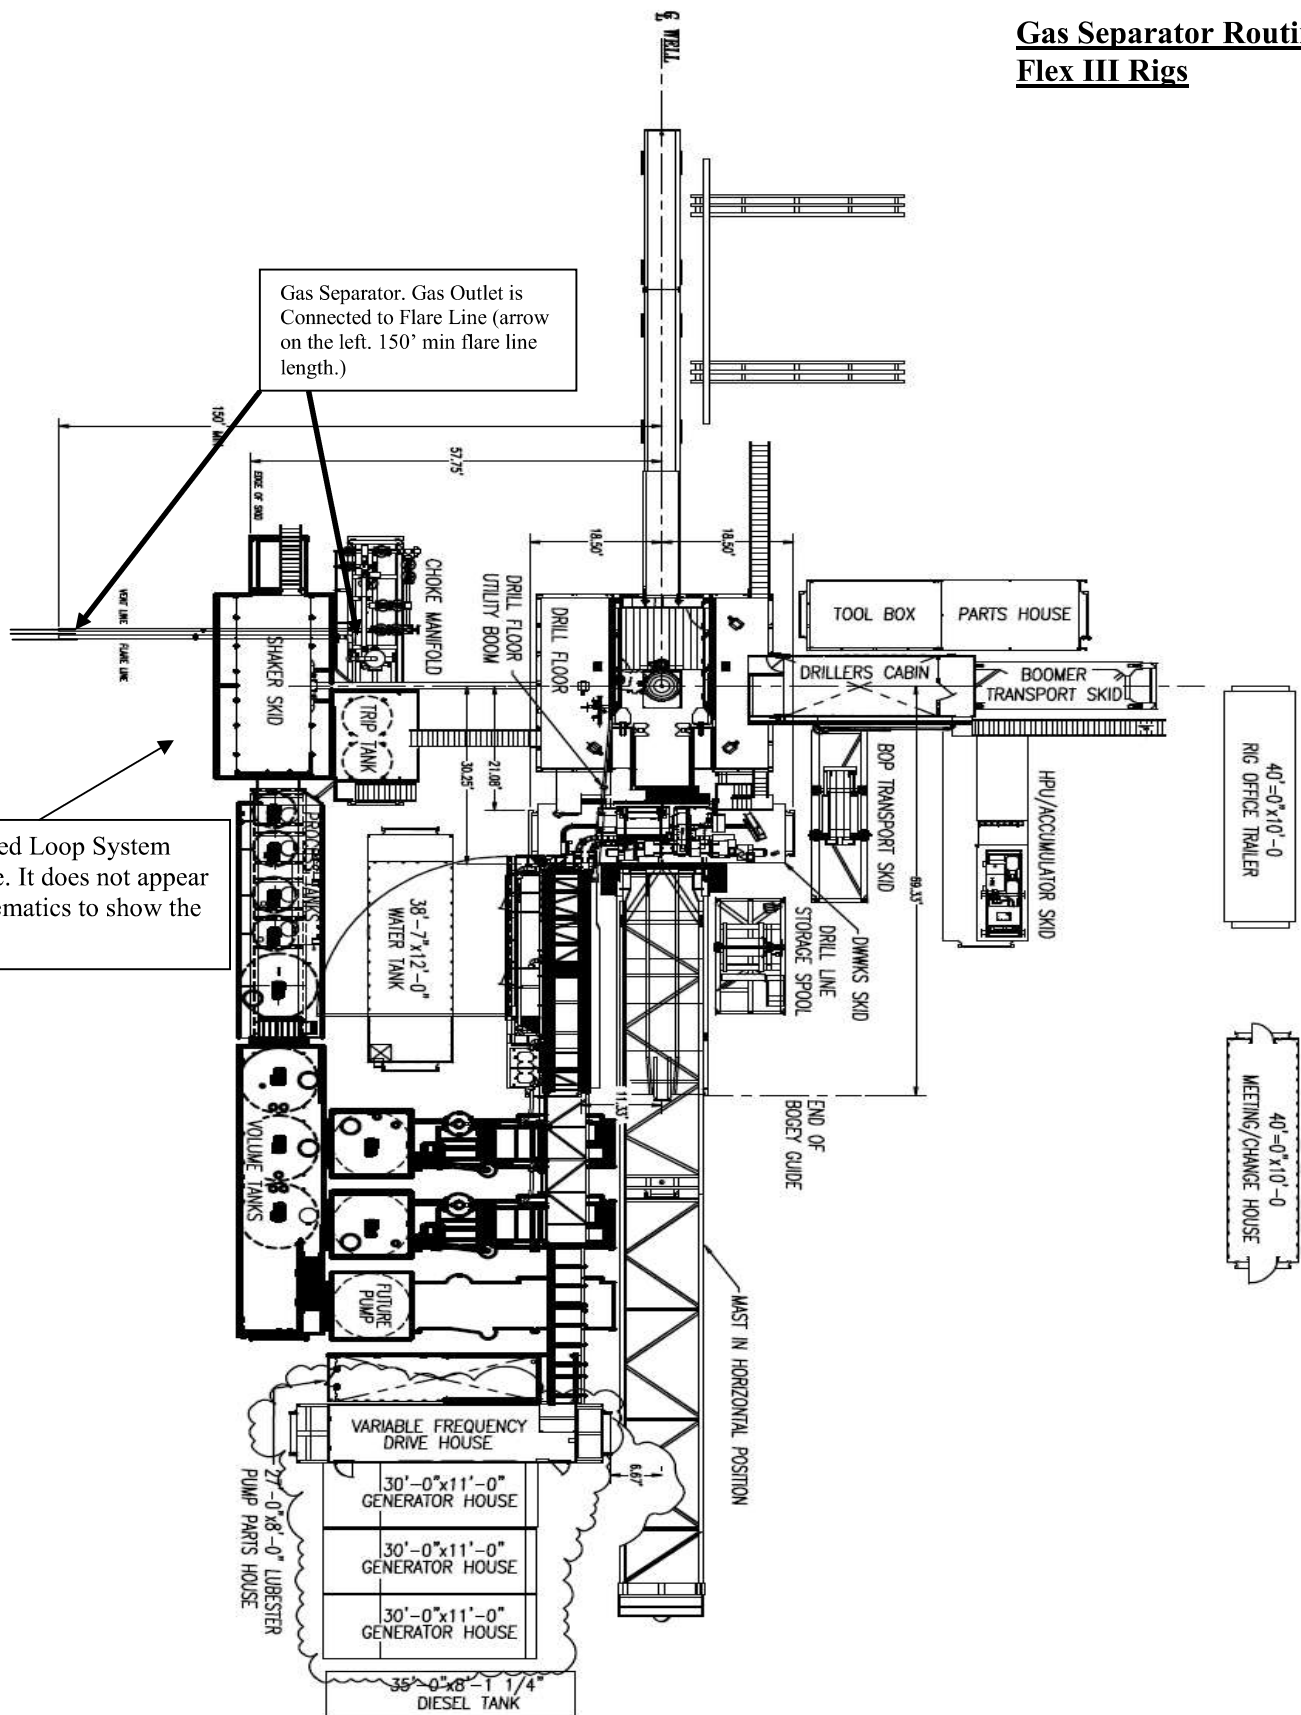 Gas Separator Routin
Flex III Rigs
℄ WELL
Gas Separator. Gas Outlet is
Connected to Flare Line (arrow
on the left. 150’ min flare line
length.)
150' MIN
57.75'
EDGE OF SKID
18.50'
18.50'
CHOKE MANIFOLD
DRILL FLOOR
UTILITY BOOM
DRILL FLOOR
TOOL BOX
PARTS HOUSE
DRILLERS CABIN
BOOMER
TRANSPORT SKID
VENT LINE
FLARE LINE
SHAKER SKID
TRIP TANK
30.25'
21.08'
BOP TRANSPORT SKID
HPU/ACCUMULATOR SKID
40'=0"x10'-0
RIG OFFICE TRAILER
ed Loop System
e. It does not appear
ematics to show the
PROCESS TANKS
38'-7"x12'-0"
WATER TANK
DRILL LINE
STORAGE SPOOL
DWWKS SKID
69.33'
11.33'
END OF
BOGEY GUIDE
40'=0"x10'-0
MEETING/CHANGE HOUSE
VOLUME TANKS
FUTURE
PUMP
MAST IN HORIZONTAL POSITION
VARIABLE FREQUENCY
DRIVE HOUSE
6.67'
27'-0"x8'-0" LUBESTER
PUMP PARTS HOUSE
30'-0"x11'-0"
GENERATOR HOUSE
30'-0"x11'-0"
GENERATOR HOUSE
30'-0"x11'-0"
GENERATOR HOUSE
35'-0"x8'-1 1/4"
DIESEL TANK